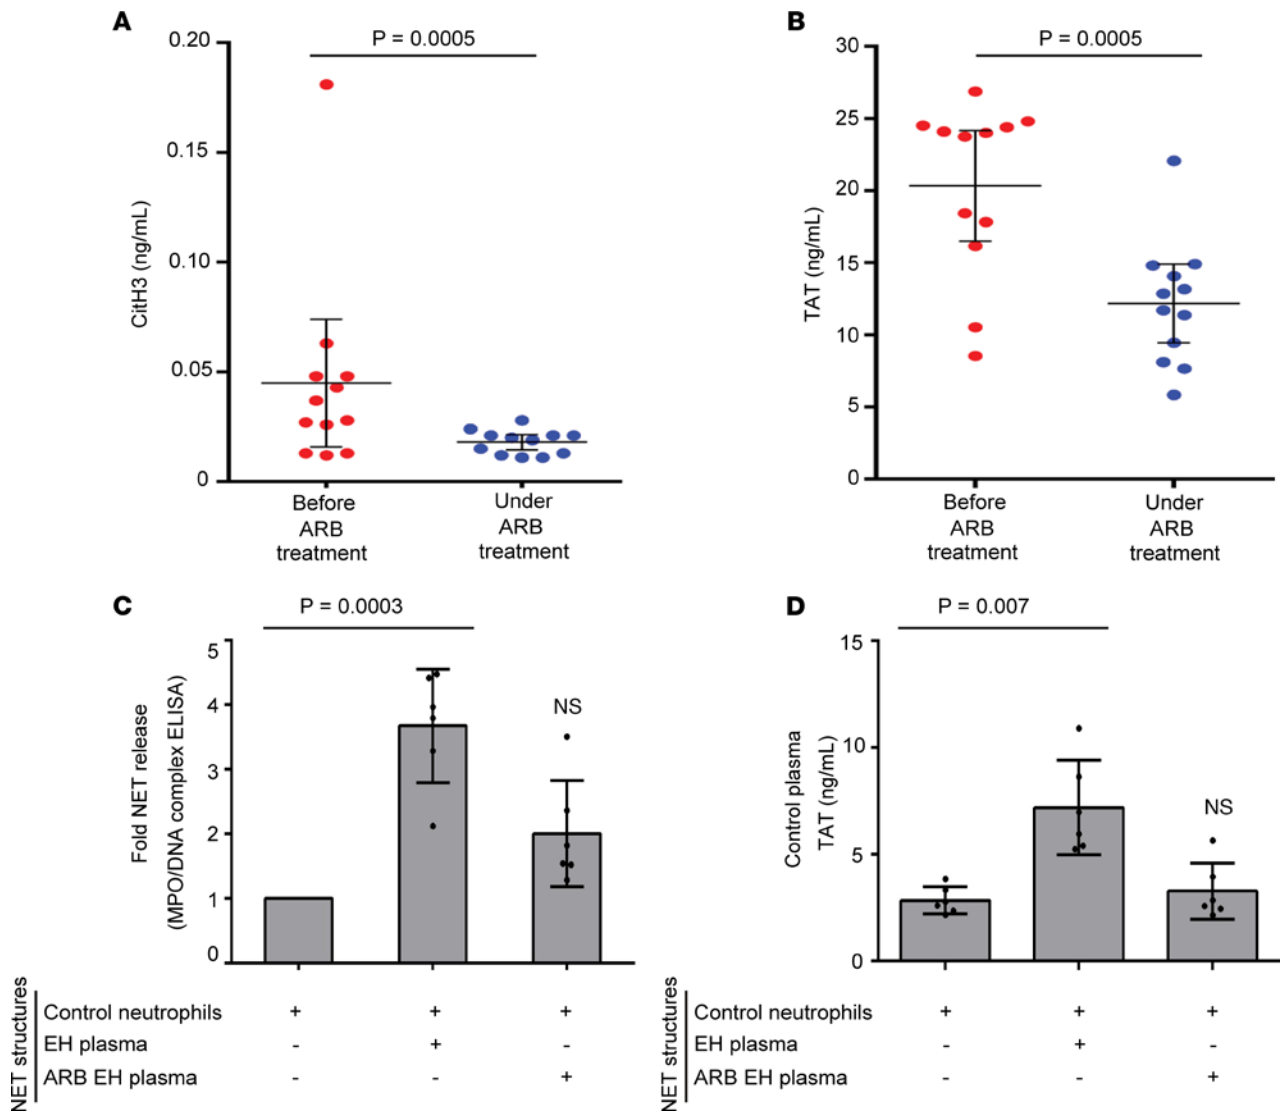 A
P = 0.0005
0.20
0.15
0.10
0.05
0
CitH3 (ng/mL)
Before
ARB
treatment
Under
ARB
treatment
B
P = 0.0005
30
25
20
15
10
5
0
TAT (ng/mL)
Before
ARB
treatment
Under
ARB
treatment
C
P = 0.0003
5
4
3
2
1
0
Fold NET release
(MPO/DNA complex ELISA)
NS
NET structures
Control neutrophils + + +
EH plasma - + -
ARB EH plasma - - +
D
P = 0.007
15
10
5
0
Control plasma
TAT (ng/mL)
NS
NET structures
Control neutrophils + + +
EH plasma - + -
ARB EH plasma - - +